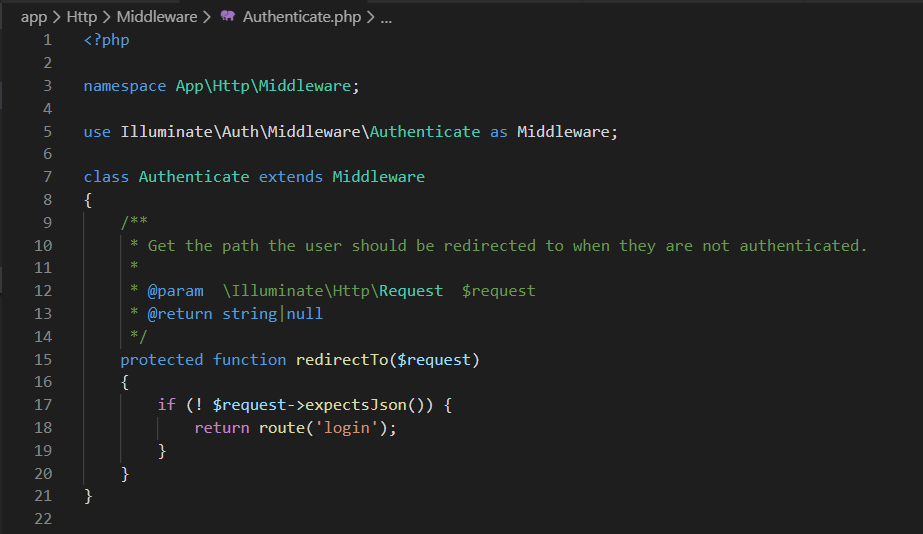 app > Http > Middleware > Authenticate.php > ...
1 <?php
2
3 namespace App\Http\Middleware;
4
5 use Illuminate\Auth\Middleware\Authenticate as Middleware;
6
7 class Authenticate extends Middleware
8 {
9     /**
10      * Get the path the user should be redirected to when they are not authenticated.
11      *
12      * @param  \Illuminate\Http\Request  $request
13      * @return string|null
14      */
15     protected function redirectTo($request)
16     {
17         if (! $request->expectsJson()) {
18             return route('login');
19         }
20     }
21 }
22